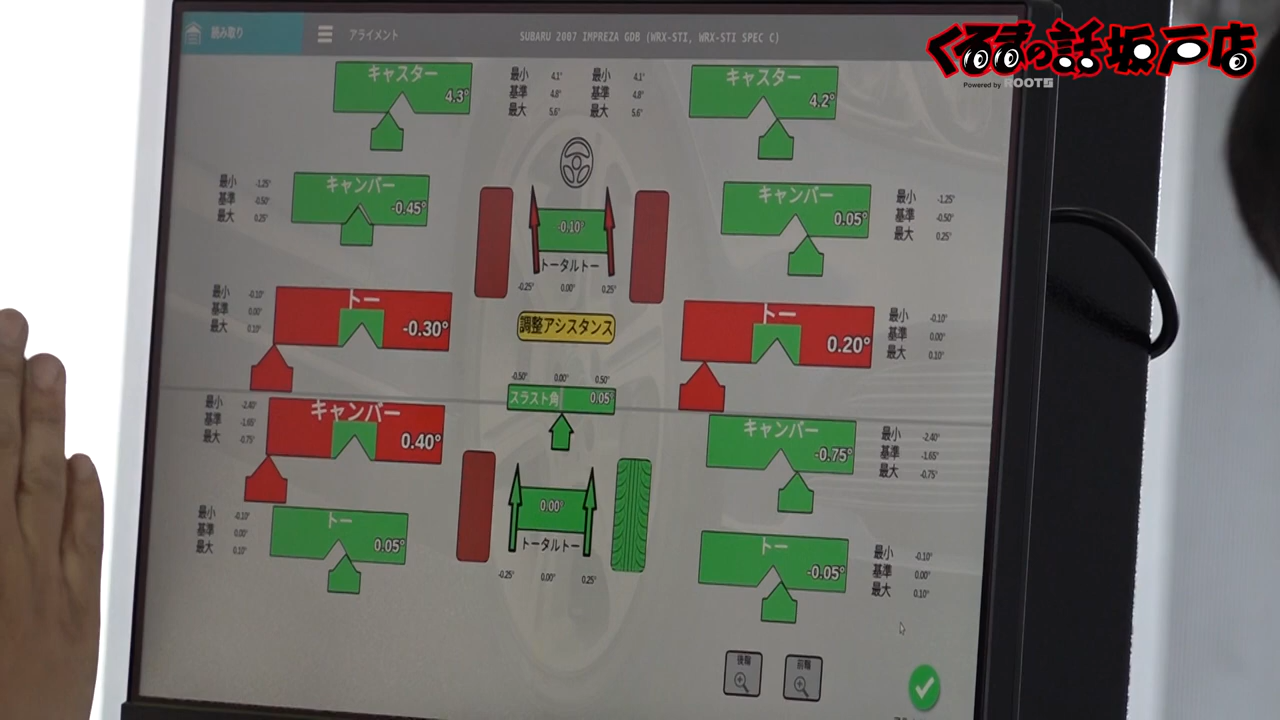 読み取り
アライメント
SUBARU 2007 IMPREZA GDB (WRX-STI, WRX-STI SPEC C)
くるまの話坂戸店
Powered by ROOTS
キャスター
4.3°
最小 4.1°
基準 4.8°
最大 5.6°
最小 4.1°
基準 4.8°
最大 5.6°
キャスター
4.2°
最小 -1.25°
基準 -0.50°
最大 0.25°
キャンバー
-0.45°
-0.10°
トータルトー
-0.25° 0.00° 0.25°
キャンバー
0.05°
最小 -1.25°
基準 -0.50°
最大 0.25°
最小 -0.10°
基準 0.00°
最大 0.10°
トー
-0.30°
調整アシスタンス
トー
0.20°
最小 -0.10°
基準 0.00°
最大 0.10°
-0.50° 0.00° 0.50°
スラスト角 0.05°
最小 -2.40°
基準 -1.65°
最大 -0.75°
キャンバー
0.40°
キャンバー
-0.75°
最小 -2.40°
基準 -1.65°
最大 -0.75°
0.00°
トータルトー
-0.25° 0.00° 0.25°
最小 -0.10°
基準 0.00°
最大 0.10°
トー
0.05°
トー
-0.05°
最小 -0.10°
基準 0.00°
最大 0.10°
後輪
前輪